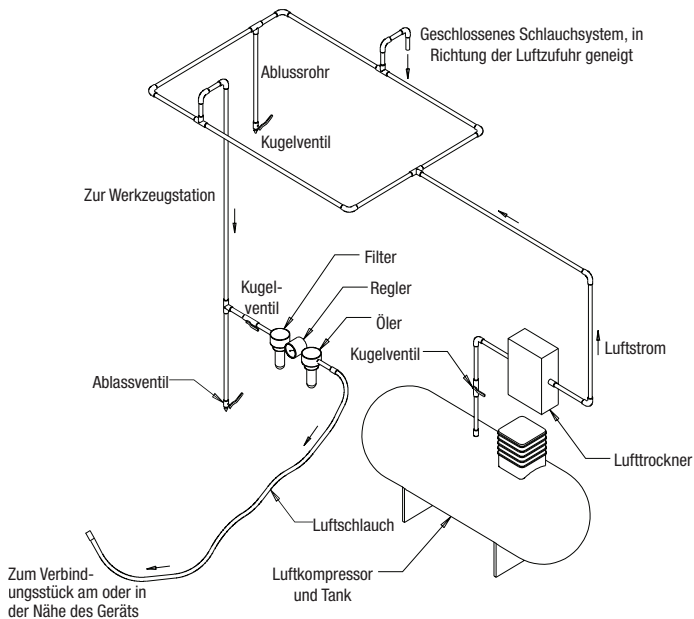 Geschlossenes Schlauchsystem, in
Richtung der Luftzufuhr geneigt
Ablussrohr
Kugelventil
Zur Werkzeugstation
Filter
Kugel-
ventil
Regler
Öler
Kugelventil
Luftstrom
Ablassventil
Lufttrockner
Luftschlauch
Zum Verbind-
ungsstück am oder in
der Nähe des Geräts
Luftkompressor
und Tank